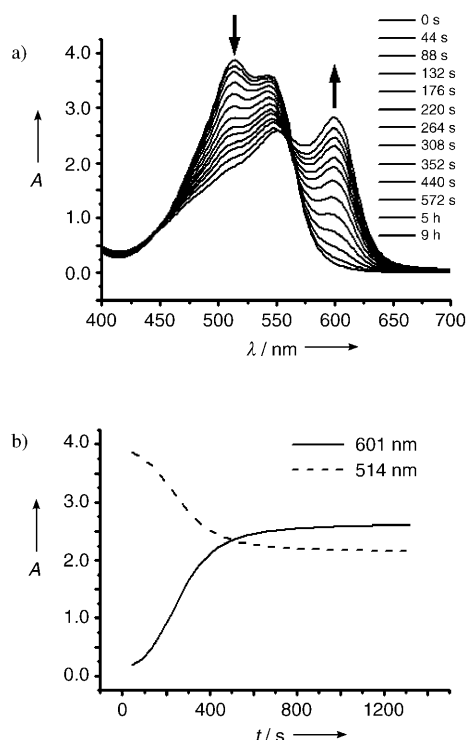 a)
4.0
3.0
2.0
1.0
0.0
A
400 450 500 550 600 650 700
λ / nm
0 s
44 s
88 s
132 s
176 s
220 s
264 s
308 s
352 s
440 s
572 s
5 h
9 h
b)
4.0
3.0
2.0
1.0
0.0
A
601 nm
514 nm
0 400 800 1200
t / s